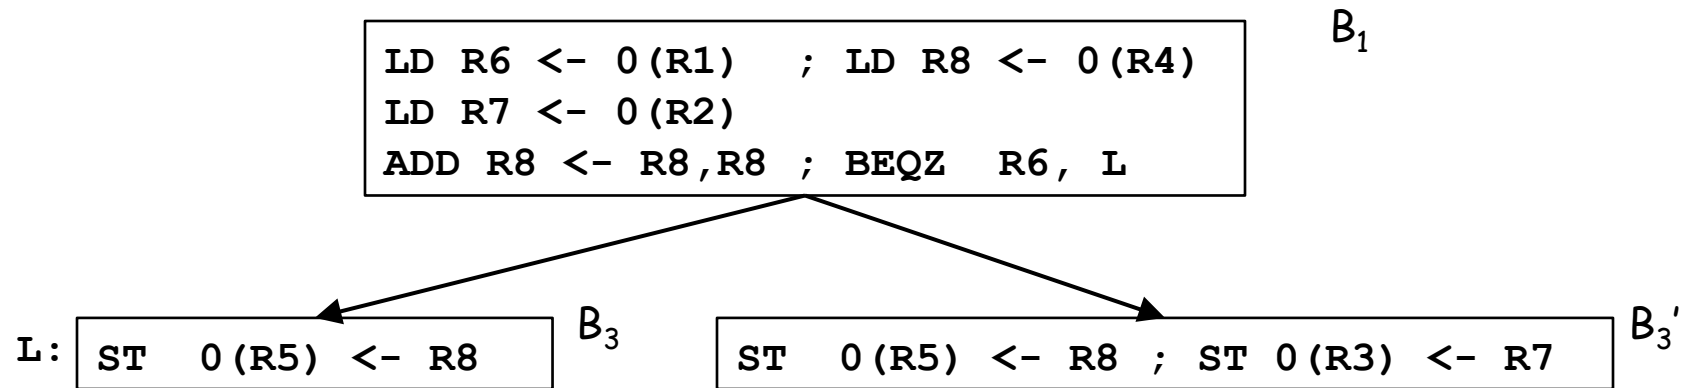 B₁
LD R6 <- 0(R1) ; LD R8 <- 0(R4)
LD R7 <- 0(R2)
ADD R8 <- R8,R8 ; BEQZ R6, L
L: ST 0(R5) <- R8 B₃
ST 0(R5) <- R8 ; ST 0(R3) <- R7 B₃'